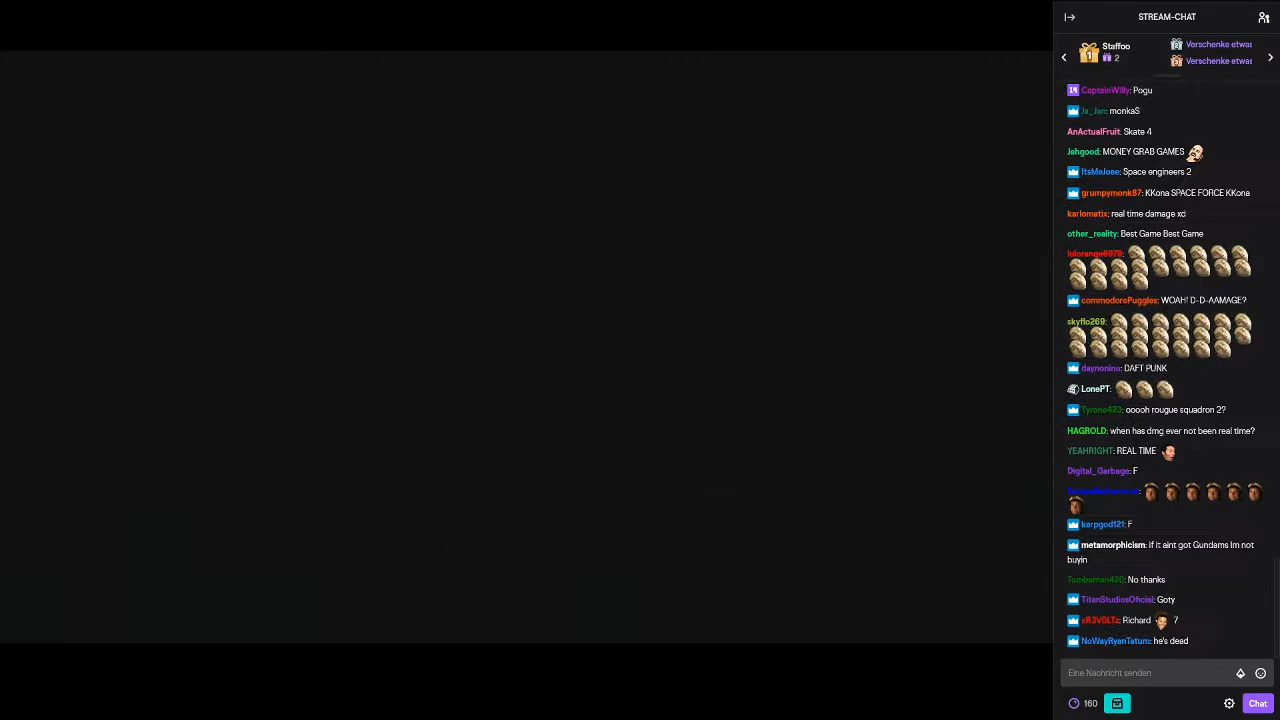 STREAM-CHAT
Staffoo
2
Verschenke etwas
Verschenke etwas
CaptainWilly: Pogu
Ja_Jan: monkaS
AnActualFruit: Skate 4
Jehgood: MONEY GRAB GAMES
ItsMeJoee: Space engineers 2
grumpymonk87: KKona SPACE FORCE KKona
karlomatix: real time damage xd
other_reality: Best Game Best Game
lolorange6976:
commodorePuggles: WOAH! D-D-AAMAGE?
skyflo269:
daynonino: DAFT PUNK
LonePT:
Tyrone423: ooooh rougue squadron 2?
HAGROLD: when has dmg ever not been real time?
YEAHR1GHT: REAL TIME
Digital_Garbage: F
karpgod121: F
metamorphicism: If it aint got Gundams Im not
buyin
Tombaman420: No thanks
TitanStudiosOficial: Goty
xR3V0LTz: Richard 7
NoWayRyanTatum: he's dead
Eine Nachricht senden
160
Chat